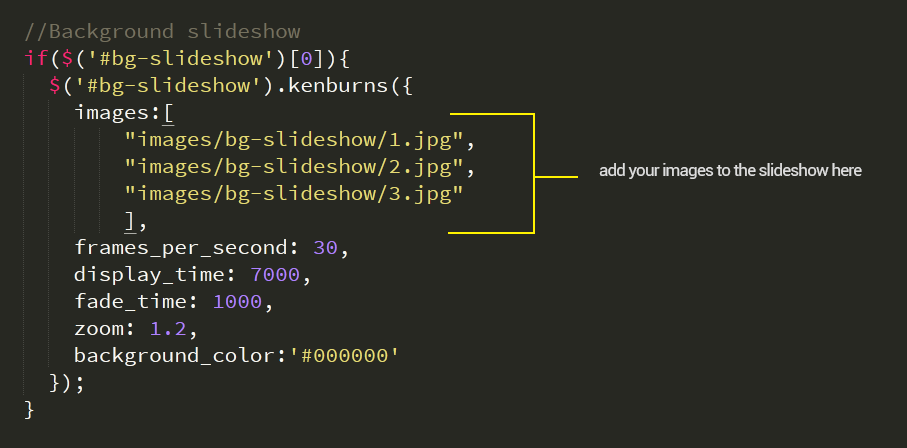 //Background slideshow
if($('#bg-slideshow')[0]){
$('#bg-slideshow').kenburns({
images:[
"images/bg-slideshow/1.jpg",
"images/bg-slideshow/2.jpg",
"images/bg-slideshow/3.jpg"
],
add your images to the slideshow here
frames_per_second: 30,
display_time: 7000,
fade_time: 1000,
zoom: 1.2,
background_color:'#000000'
});
}